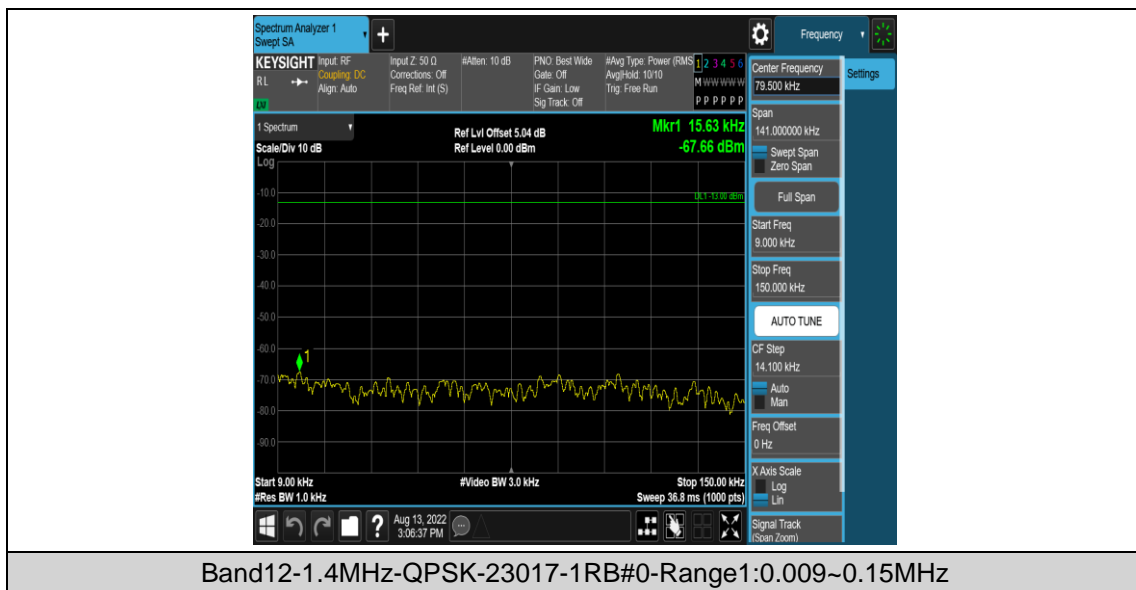 Spectrum Analyzer 1
Swept SA
+
Frequency
KEYSIGHT
RL
LXI
Input: RF
Coupling: DC
Align: Auto
Input Z: 50 Ω
Corrections: Off
Freq Ref: Int (S)
#Atten: 10 dB
PNO: Best Wide
Gate: Off
IF Gain: Low
Sig Track: Off
#Avg Type: Power (RMS
Avg|Hold: 10/10
Trig: Free Run
1 2 3 4 5 6
M W W W W W
P P P P P P
1 Spectrum
Scale/Div 10 dB
Log
Ref Lvl Offset 5.04 dB
Ref Level 0.00 dBm
Mkr1 15.63 kHz
-67.66 dBm
DL1 -13.00 dBm
-10.0
-20.0
-30.0
-40.0
-50.0
-60.0
-70.0
-80.0
-90.0
1
Start 9.00 kHz
#Res BW 1.0 kHz
#Video BW 3.0 kHz
Stop 150.00 kHz
Sweep 36.8 ms (1000 pts)
?
Aug 13, 2022
3:06:37 PM
Settings
Center Frequency
79.500 kHz
Span
141.000000 kHz
Swept Span
Zero Span
Full Span
Start Freq
9.000 kHz
Stop Freq
150.000 kHz
AUTO TUNE
CF Step
14.100 kHz
Auto
Man
Freq Offset
0 Hz
X Axis Scale
Log
Lin
Signal Track
(Span Zoom)
Band12-1.4MHz-QPSK-23017-1RB#0-Range1:0.009~0.15MHz